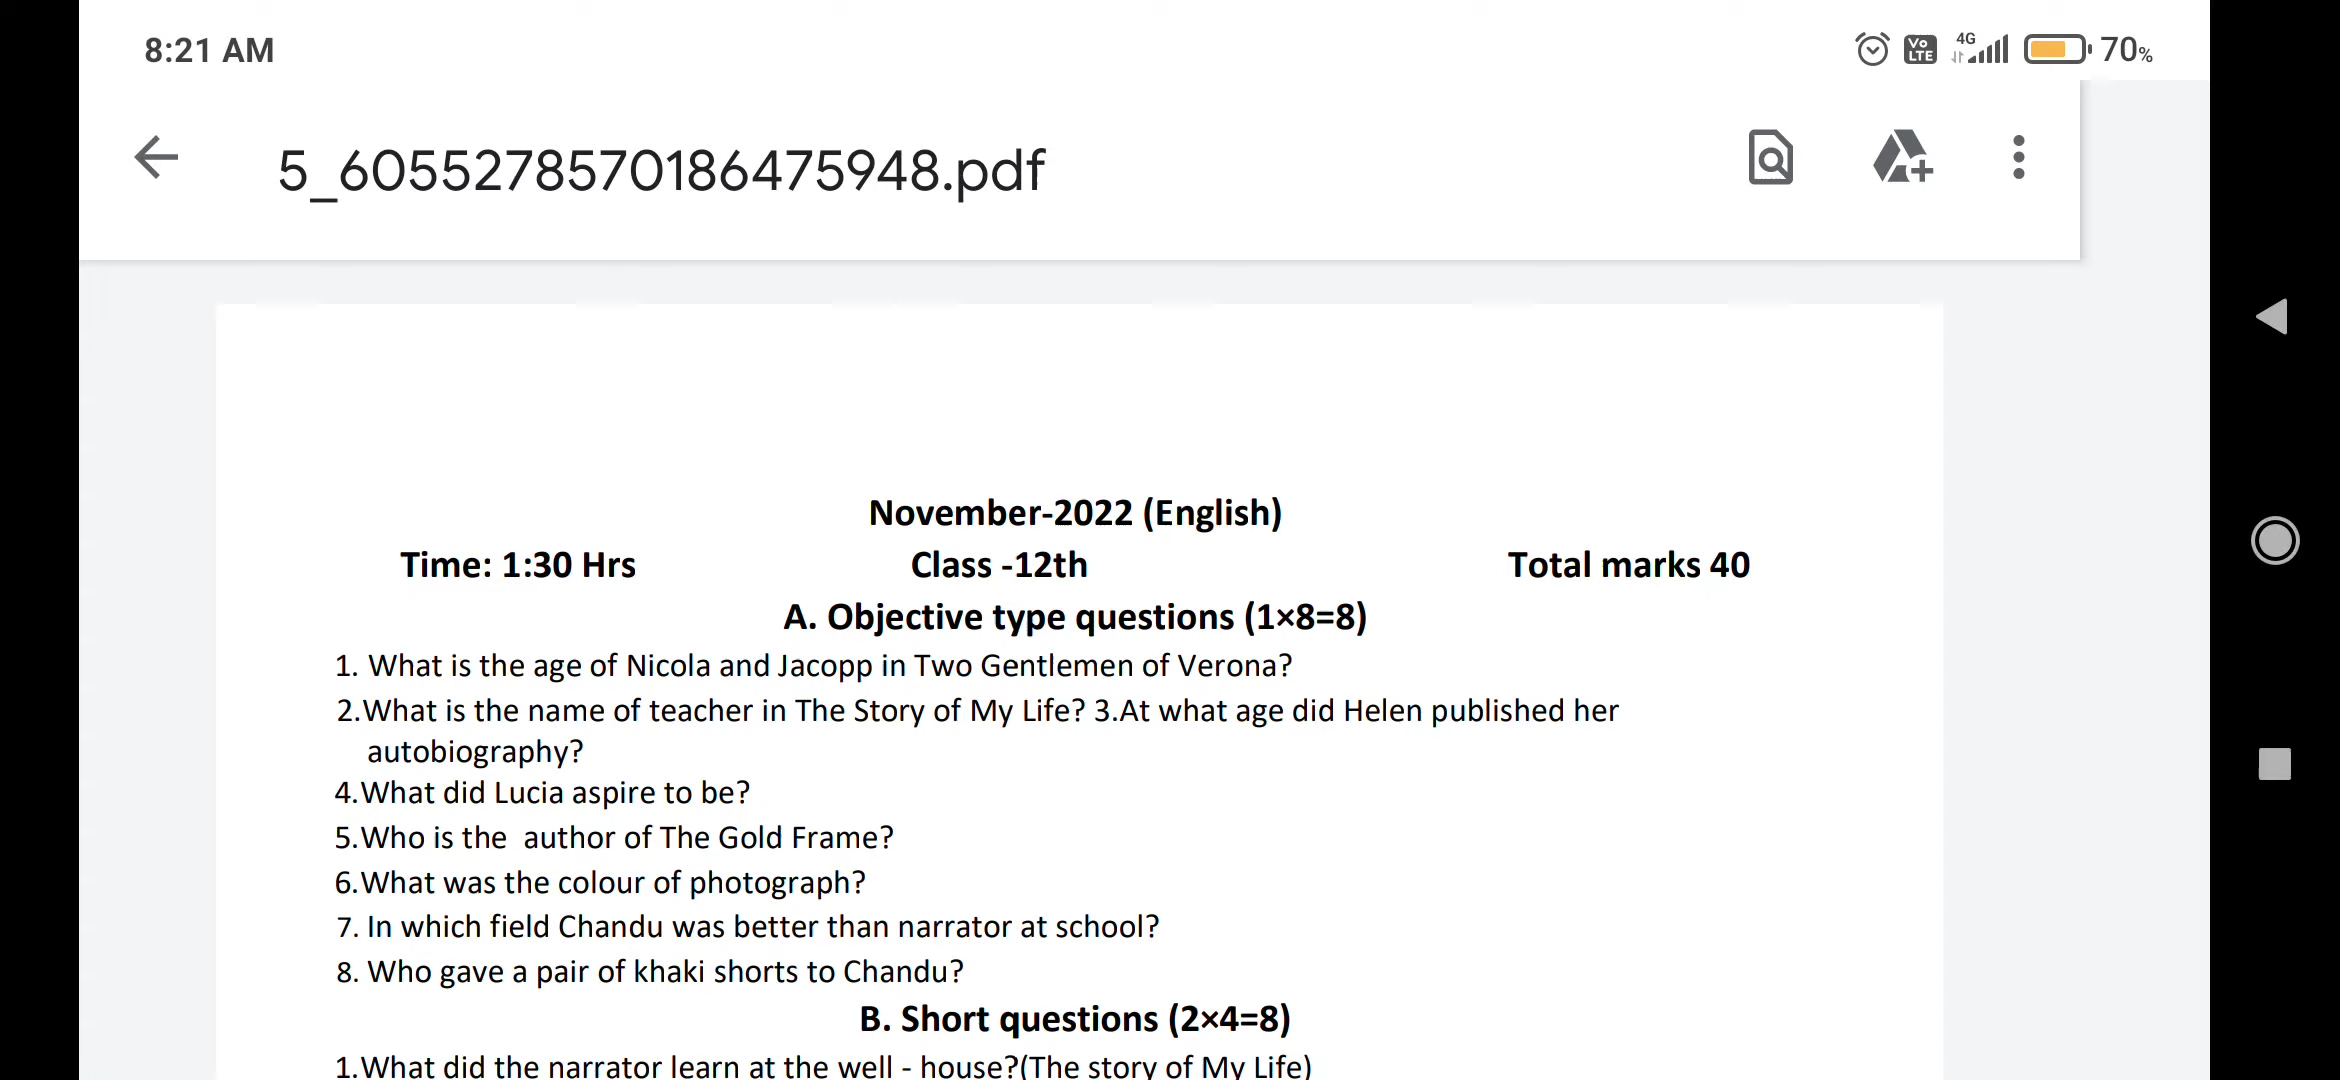 8:21 AM
Vo LTE 4G 70%
5_6055278570186475948.pdf
November-2022 (English)
Time: 1:30 Hrs Class -12th Total marks 40
A. Objective type questions (1×8=8)
1. What is the age of Nicola and Jacopp in Two Gentlemen of Verona?
2.What is the name of teacher in The Story of My Life? 3.At what age did Helen published her
autobiography?
4.What did Lucia aspire to be?
5.Who is the author of The Gold Frame?
6.What was the colour of photograph?
7. In which field Chandu was better than narrator at school?
8. Who gave a pair of khaki shorts to Chandu?
B. Short questions (2×4=8)
1.What did the narrator learn at the well - house?(The story of My Life)